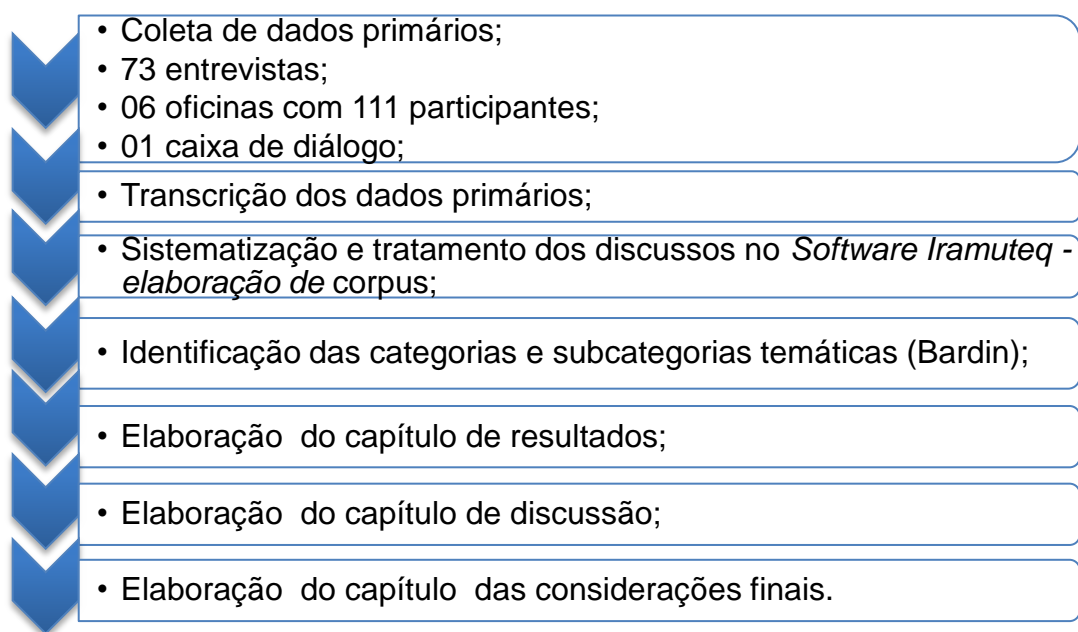 • Coleta de dados primários;
• 73 entrevistas;
• 06 oficinas com 111 participantes;
• 01 caixa de diálogo;
• Transcrição dos dados primários;
• Sistematização e tratamento dos discussos no Software Iramuteq -
elaboração de corpus;
• Identificação das categorias e subcategorias temáticas (Bardin);
• Elaboração  do capítulo de resultados;
• Elaboração  do capítulo de discussão;
• Elaboração  do capítulo  das considerações finais.